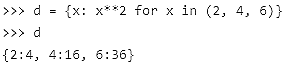 >>> d = {x: x**2 for x in (2, 4, 6)}
>>> d
{2:4, 4:16, 6:36}